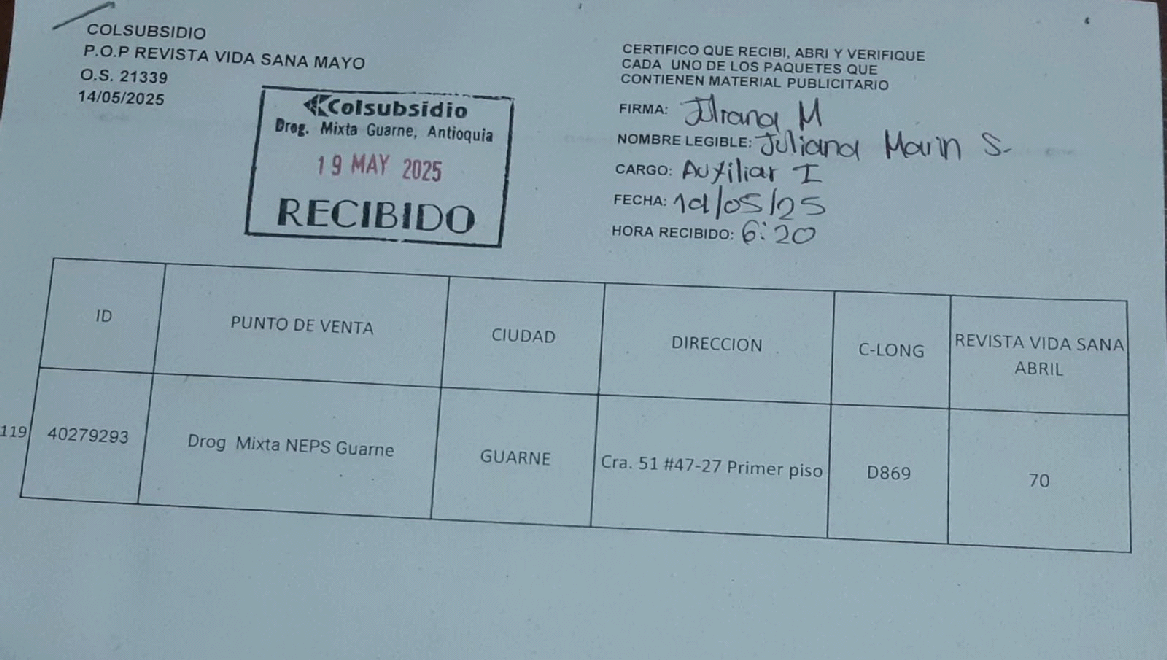 COLSUBSIDIO
P.O.P REVISTA VIDA SANA MAYO
O.S. 21339
14/05/2025
Colsubsidio
Drog. Mixta Guarne, Antioquia
19 MAY 2025
RECIBIDO
CERTIFICO QUE RECIBI, ABRI Y VERIFIQUE
CADA UNO DE LOS PAQUETES QUE
CONTIENEN MATERIAL PUBLICITARIO
FIRMA: Juliana M
NOMBRE LEGIBLE: Juliana Marin S.
CARGO: Auxiliar I
FECHA: 19/05/25
HORA RECIBIDO: 6:20
ID PUNTO DE VENTA CIUDAD DIRECCION C-LONG REVISTA VIDA SANA
ABRIL
119 40279293 Drog Mixta NEPS Guarne GUARNE Cra. 51 #47-27 Primer piso D869 70